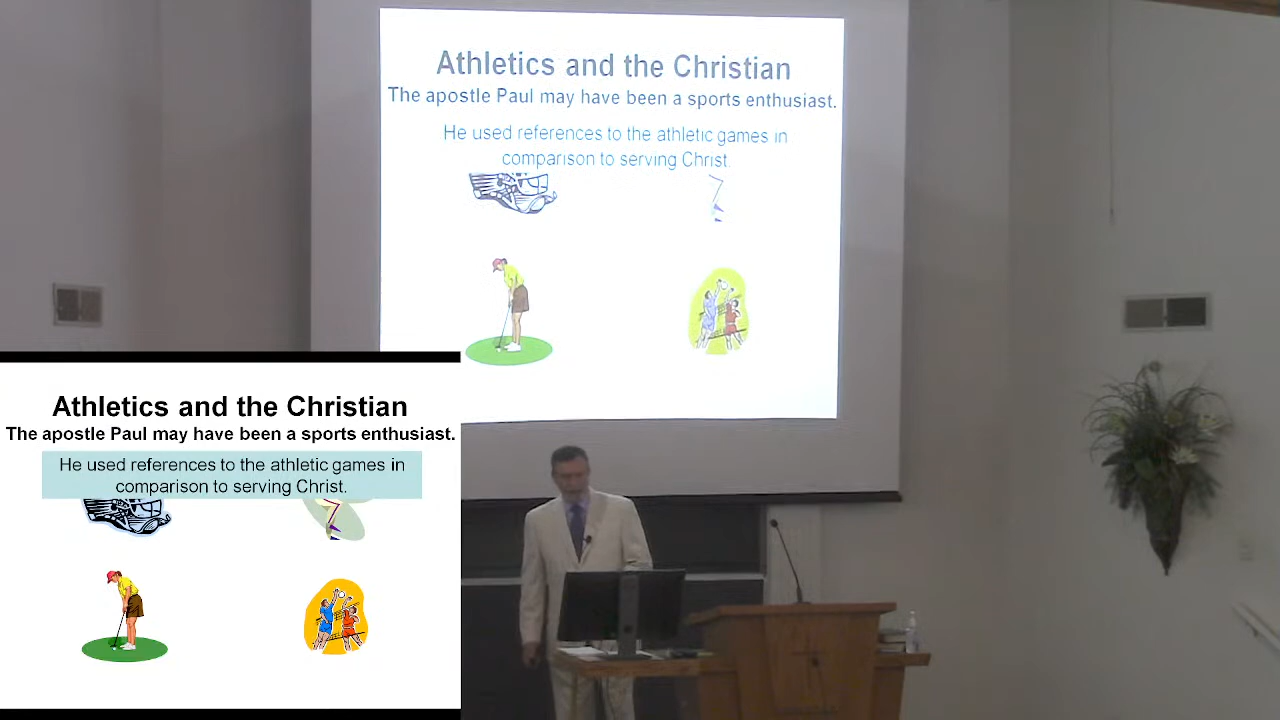 Athletics and the Christian
The apostle Paul may have been a sports enthusiast.
He used references to the athletic games in
comparison to serving Christ.
Athletics and the Christian
The apostle Paul may have been a sports enthusiast.
He used references to the athletic games in
comparison to serving Christ.